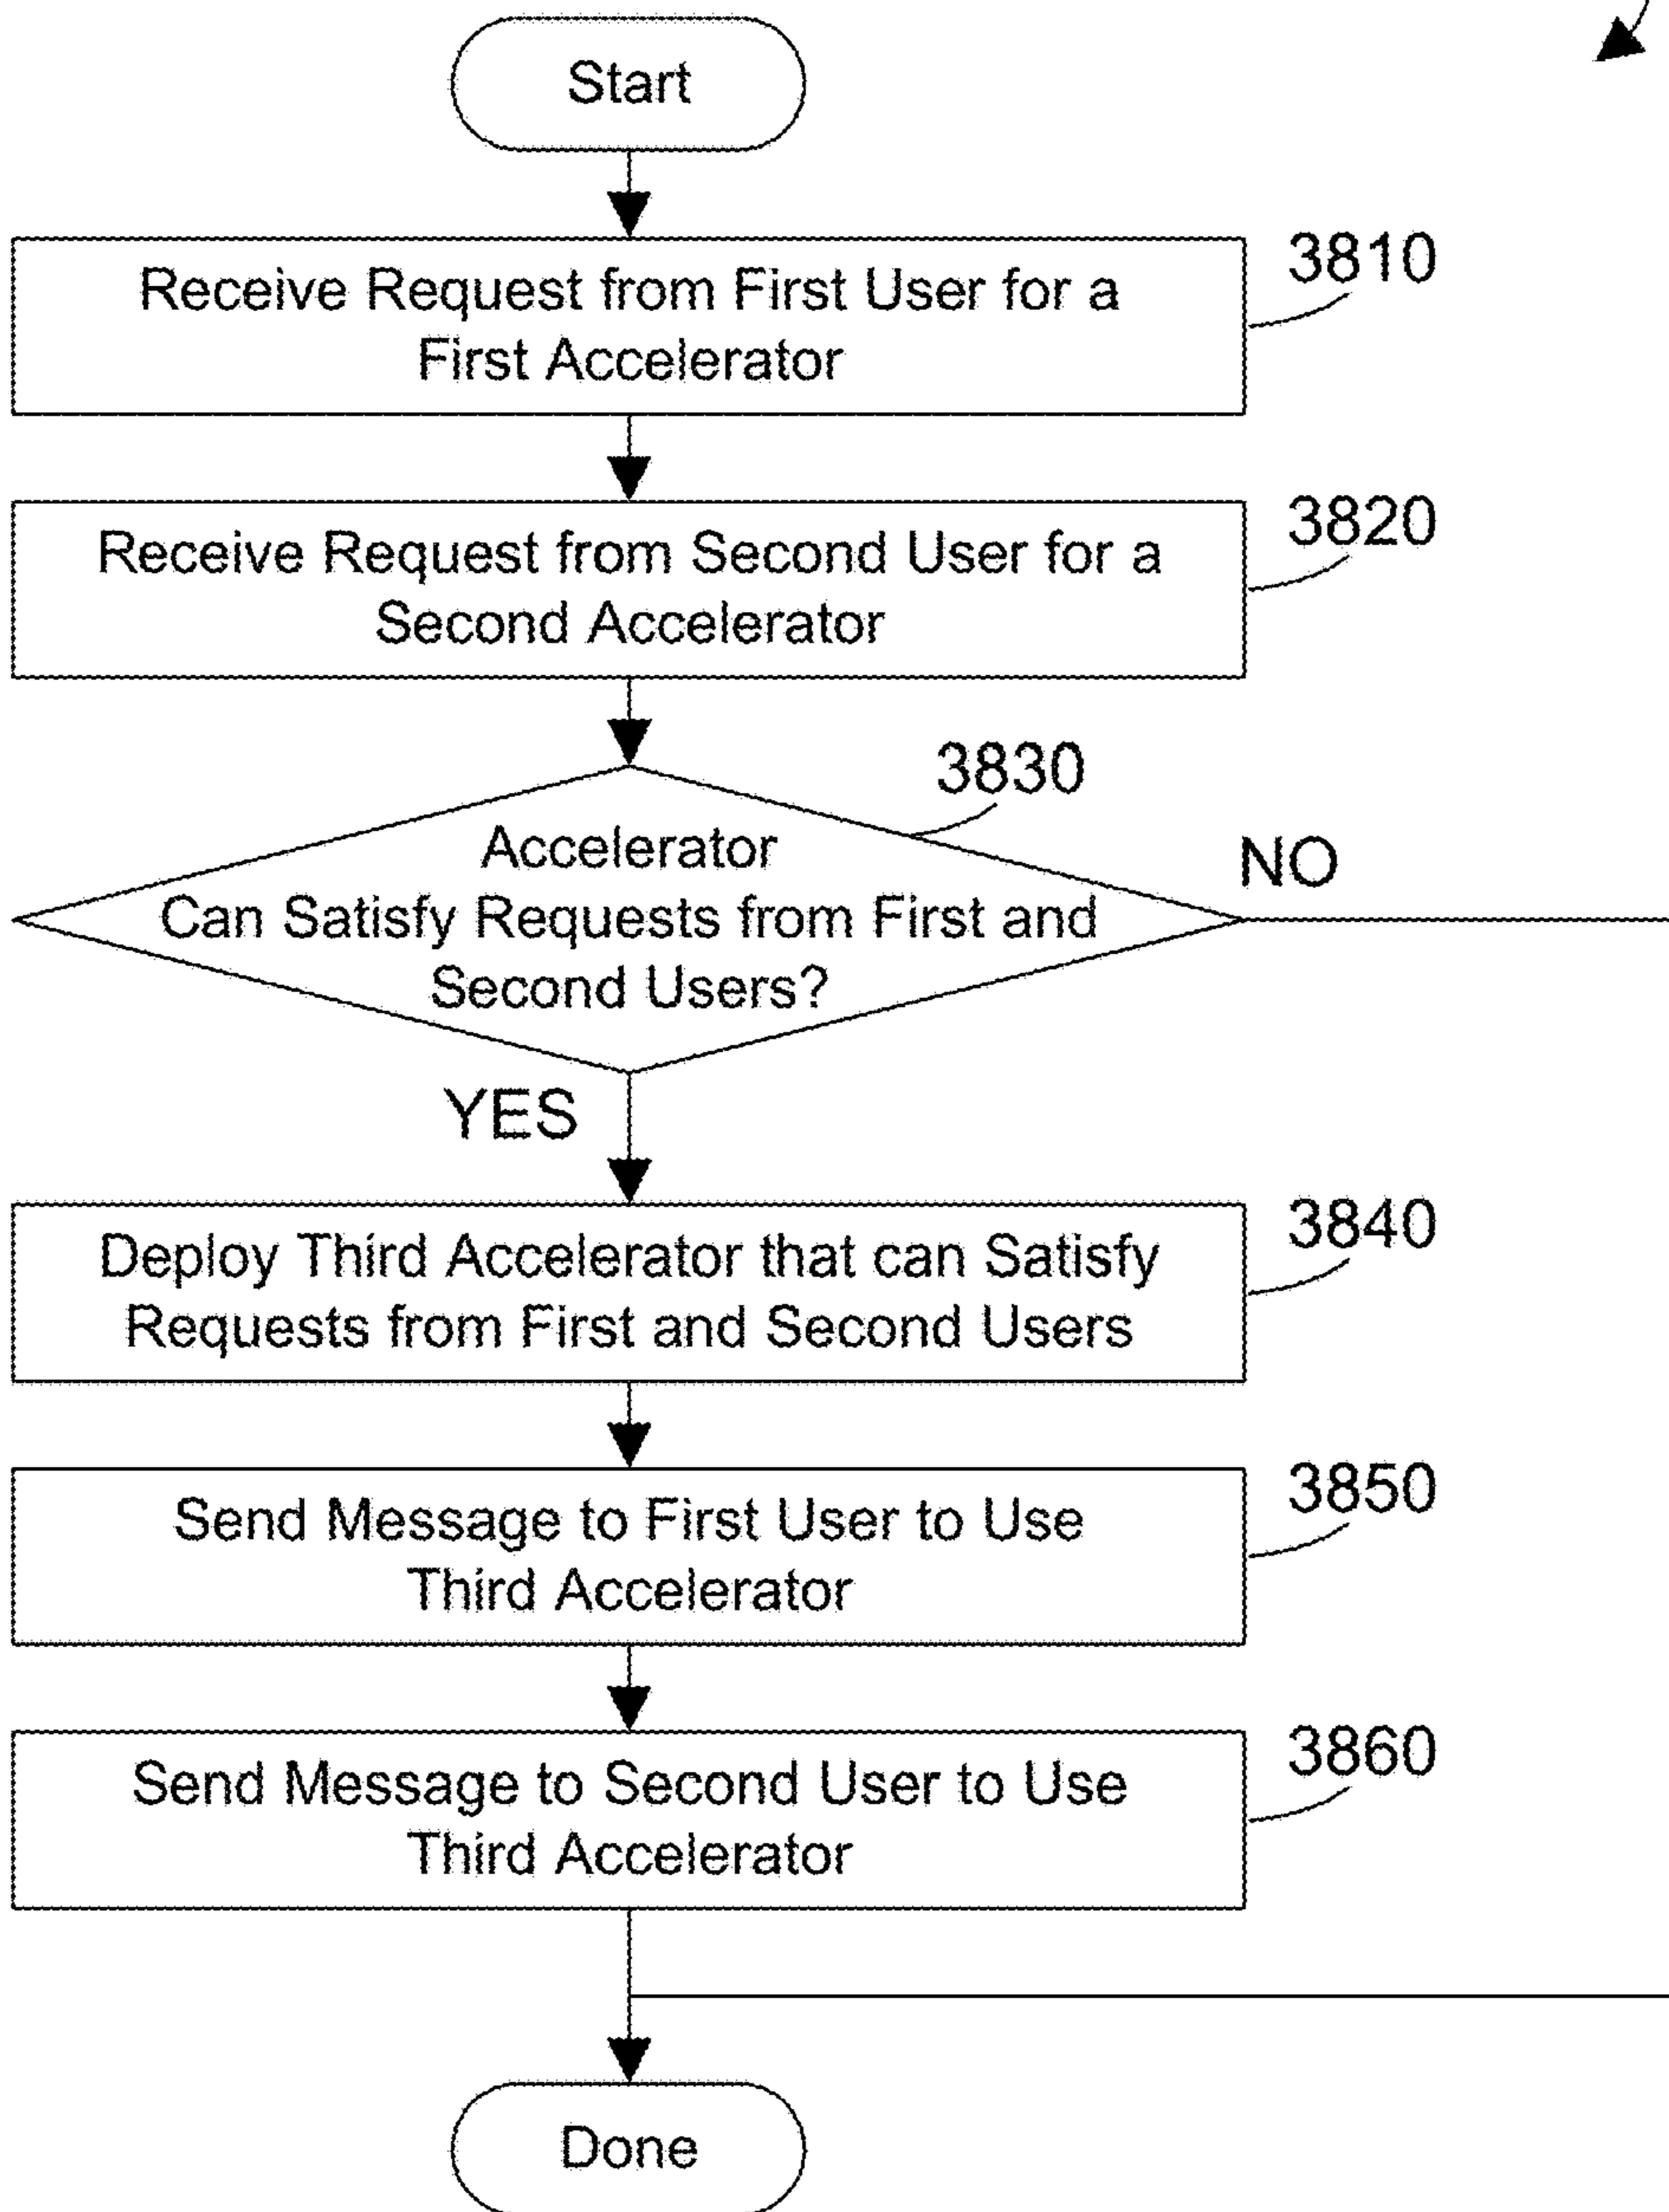 Start
3810
Receive Request from First User for a
First Accelerator
3820
Receive Request from Second User for a
Second Accelerator
3830
Accelerator
Can Satisfy Requests from First and
Second Users?
NO
YES
3840
Deploy Third Accelerator that can Satisfy
Requests from First and Second Users
3850
Send Message to First User to Use
Third Accelerator
3860
Send Message to Second User to Use
Third Accelerator
Done